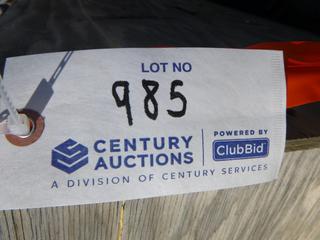 LOT NO
985
CENTURY AUCTIONS
POWERED BY
ClubBid
A DIVISION OF CENTURY SERVICES